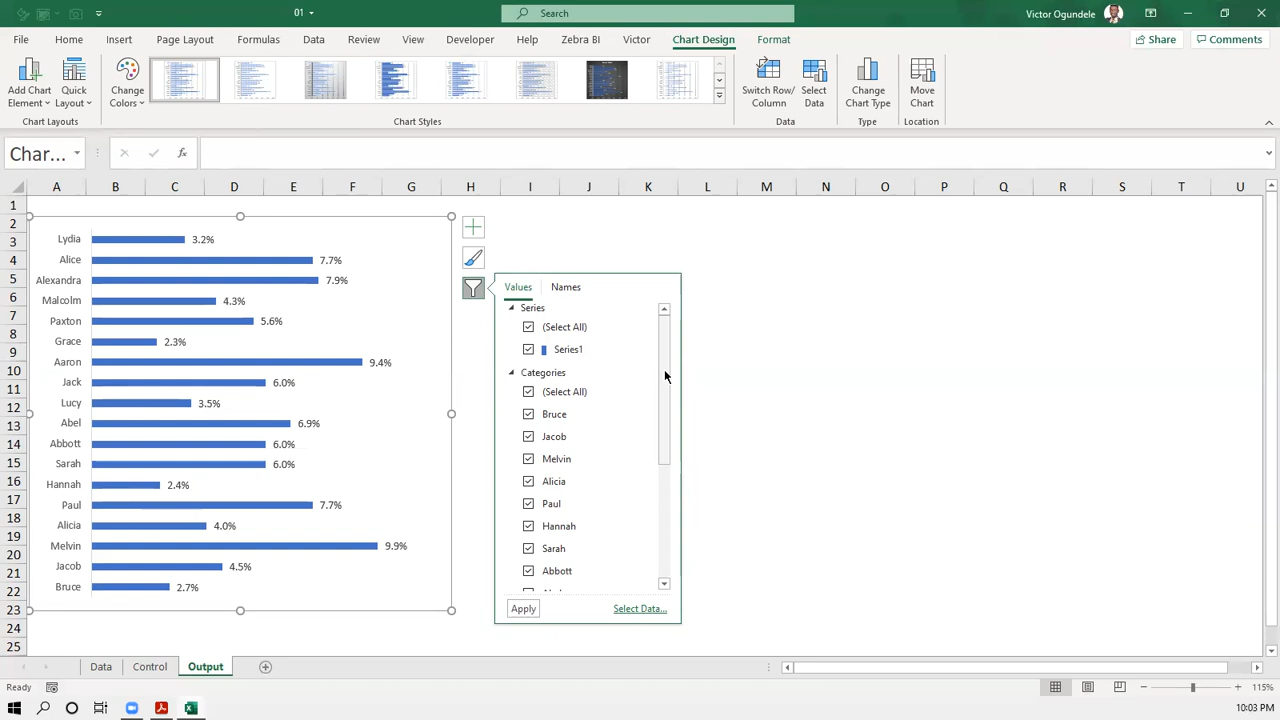 01
Search
Victor Ogundele
File Home Insert Page Layout Formulas Data Review View Developer Help Zebra BI Victor Chart Design Format Share Comments
Add Chart Element
Quick Layout
Change Colors
Switch Row/ Column
Select Data
Change Chart Type
Move Chart
Chart Layouts Chart Styles Data Type Location
Char... fx
A B C D E F G H I J K L M N O P Q R S T U
1
2
3
4
5
6
7
8
9
10
11
12
13
14
15
16
17
18
19
20
21
22
23
24
25
Lydia 3.2%
Alice 7.7%
Alexandra 7.9%
Malcolm 4.3%
Paxton 5.6%
Grace 2.3%
Aaron 9.4%
Jack 6.0%
Lucy 3.5%
Abel 6.9%
Abbott 6.0%
Sarah 6.0%
Hannah 2.4%
Paul 7.7%
Alicia 4.0%
Melvin 9.9%
Jacob 4.5%
Bruce 2.7%
Values Names
Series
(Select All)
Series1
Categories
(Select All)
Bruce
Jacob
Melvin
Alicia
Paul
Hannah
Sarah
Abbott
Apply Select Data...
Data Control Output
Ready 115%
10:03 PM